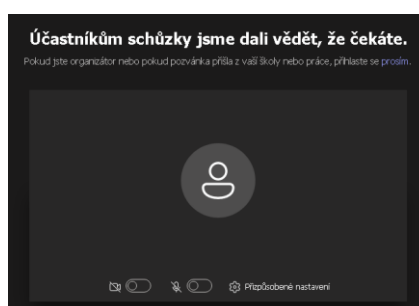 Účastníkům schůzky jsme dali vědět, že čekáte.
Pokud jste organizátor nebo pokud pozvánka přišla z vaší školy nebo práce, přihlaste se prosím.
Přizpůsobené nastavení